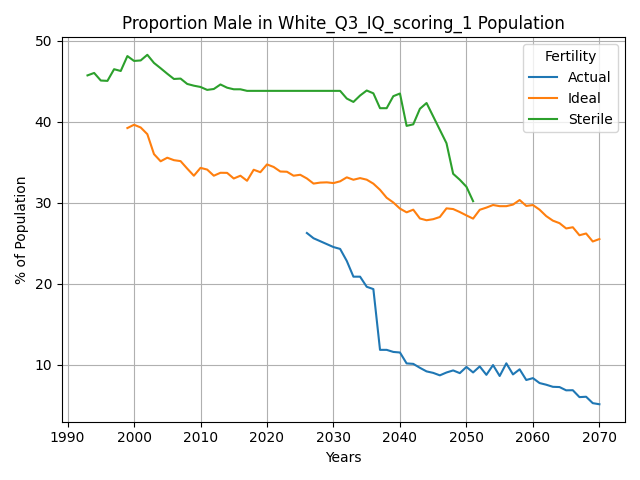 Proportion Male in White_Q3_IQ_scoring_1 Population
% of Population
50
40
30
20
10
Fertility
Actual
Ideal
Sterile
1990 2000 2010 2020 2030 2040 2050 2060 2070
Years